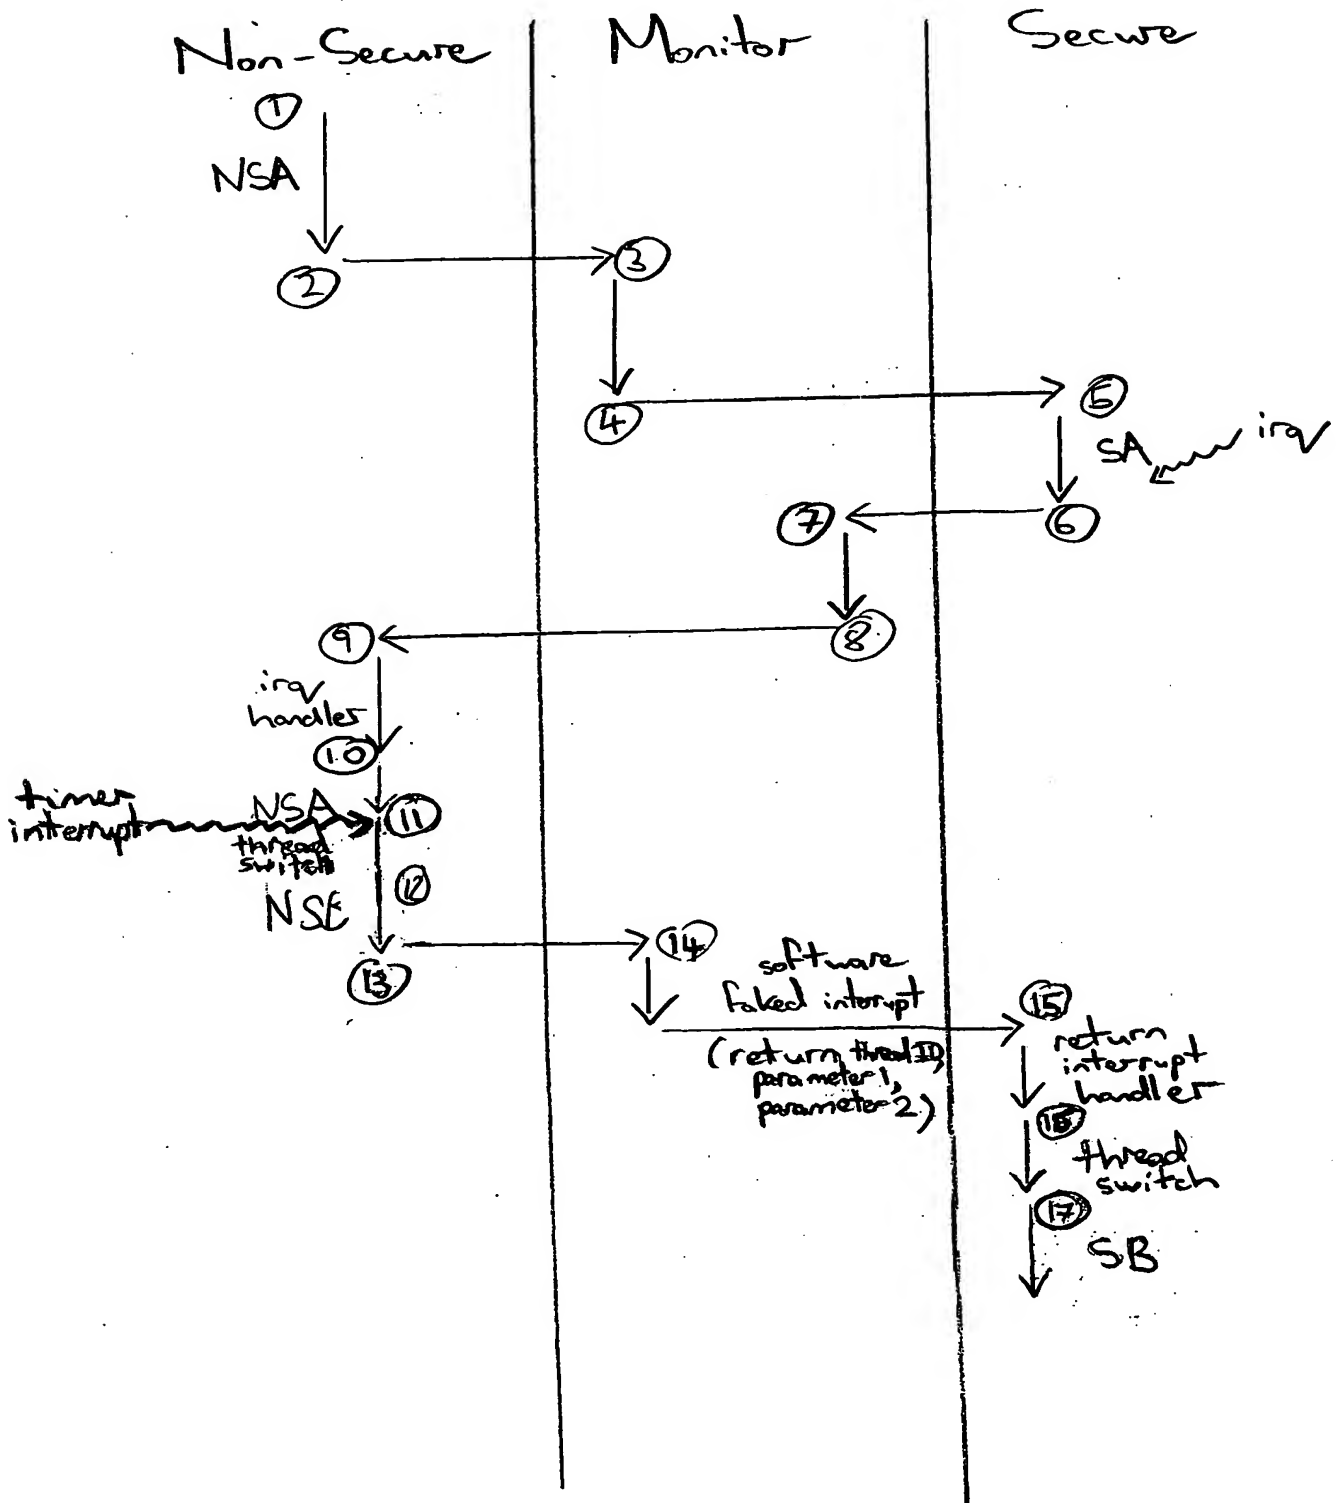 Non-Secure
Monitor
Secure
1
NSA
2
3
4
5
SA
irq
6
7
8
9
irq
handler
10
timer
interrupt
NSA
11
thread
switch
12
NSE
13
14
software
faked interrupt
(return thread ID,
parameter 1,
parameter 2)
15
return
interrupt
handler
16
thread
switch
17
SB